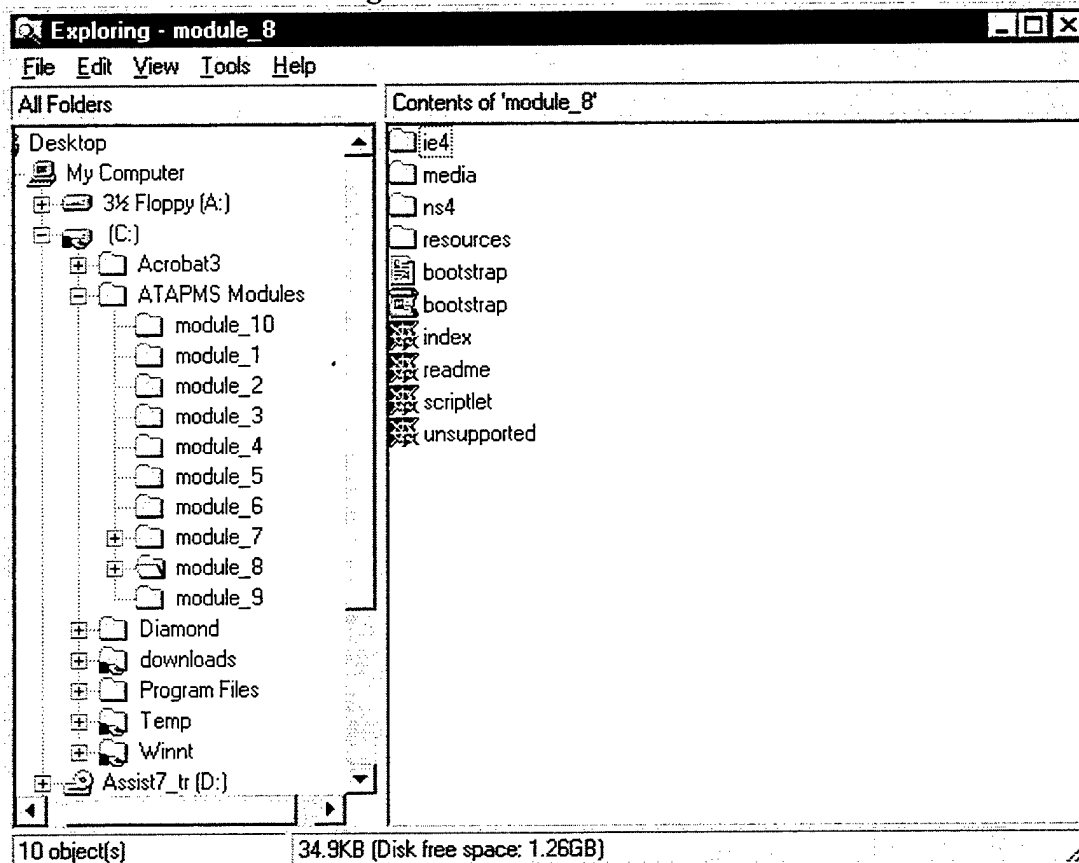 Exploring - module_8
File Edit View Tools Help
All Folders
Contents of 'module_8'
Desktop
My Computer
3½ Floppy (A:)
(C:)
Acrobat3
ATAPMS Modules
module_10
module_1
module_2
module_3
module_4
module_5
module_6
module_7
module_8
module_9
Diamond
downloads
Program Files
Temp
Winnt
Assist7_tr (D:)
ie4
media
ns4
resources
bootstrap
bootstrap
index
readme
scriptlet
unsupported
10 object(s)
34.9KB (Disk free space: 1.26GB)